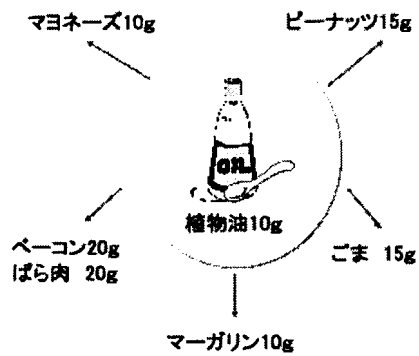 マヨネーズ10g
ピーナッツ15g
OIL
植物油10g
ベーコン20g
ばら肉 20g
ごま 15g
マーガリン10g